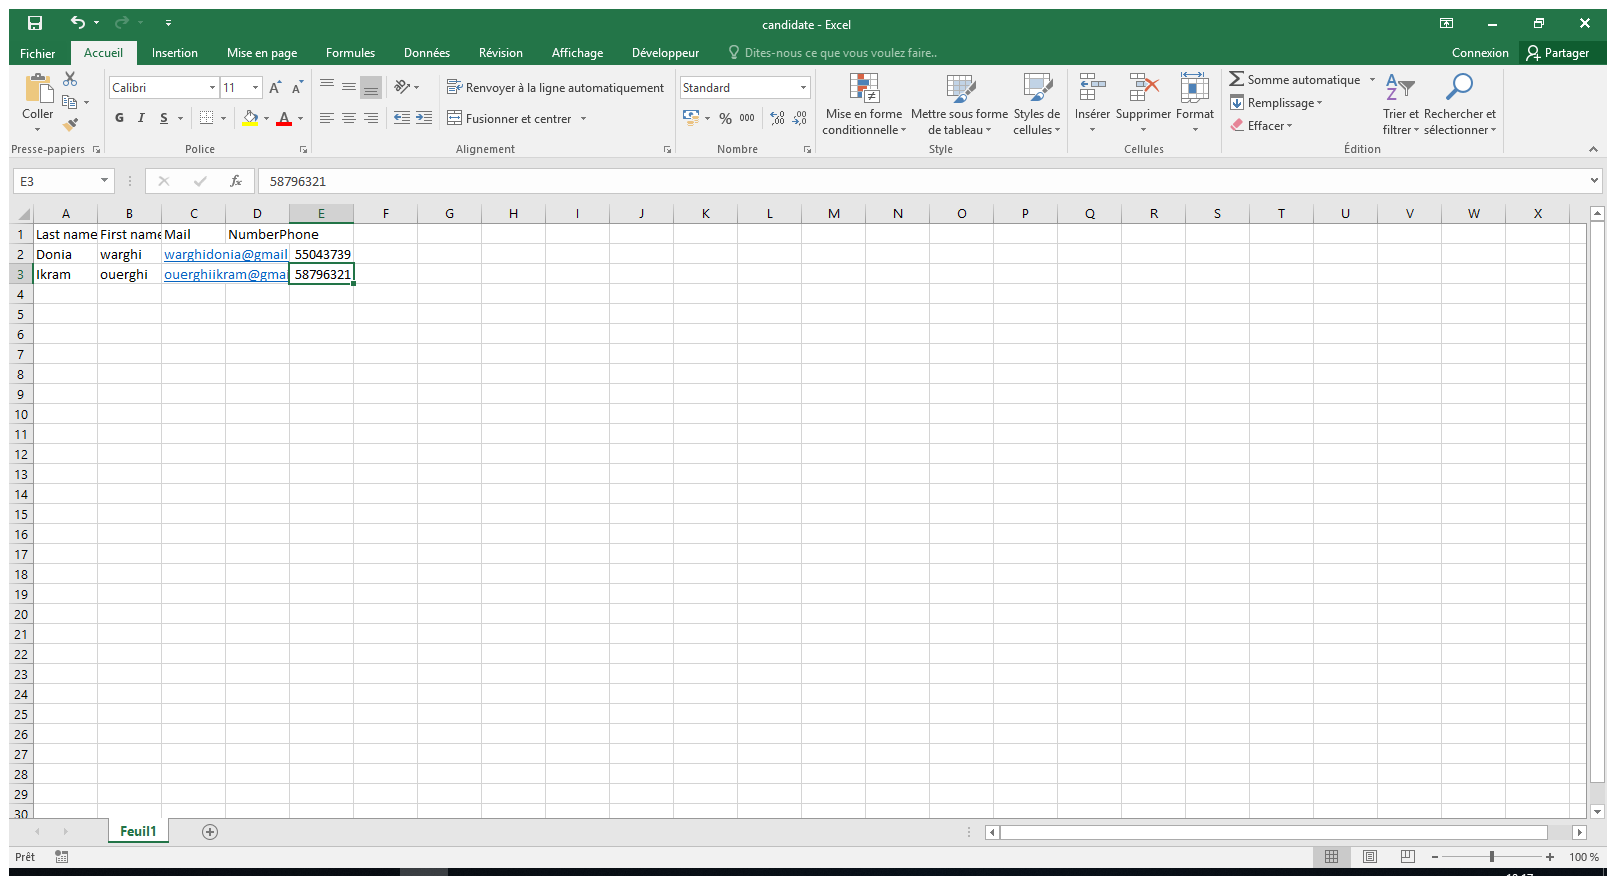 candidate - Excel
Fichier Accueil Insertion Mise en page Formules Données Révision Affichage Développeur Dites-nous ce que vous voulez faire.. Connexion Partager
Coller
Presse-papiers
Calibri 11
G I S
Police
Renvoyer à la ligne automatiquement
Fusionner et centrer
Alignement
Standard
% 000
Nombre
Mise en forme conditionnelle
Mettre sous forme de tableau
Styles de cellules
Style
Insérer Supprimer Format
Cellules
Somme automatique
Remplissage
Effacer
Trier et filtrer
Rechercher et sélectionner
Édition
E3 fx 58796321
A B C D E F G H I J K L M N O P Q R S T U V W X
1 Last name First name Mail NumberPhone
2 Donia warghi warghidonia@gmail 55043739
3 Ikram ouerghi ouerghiikram@gmai 58796321
4
5
6
7
8
9
10
11
12
13
14
15
16
17
18
19
20
21
22
23
24
25
26
27
28
29
30
Feuil1
Prêt 100 %